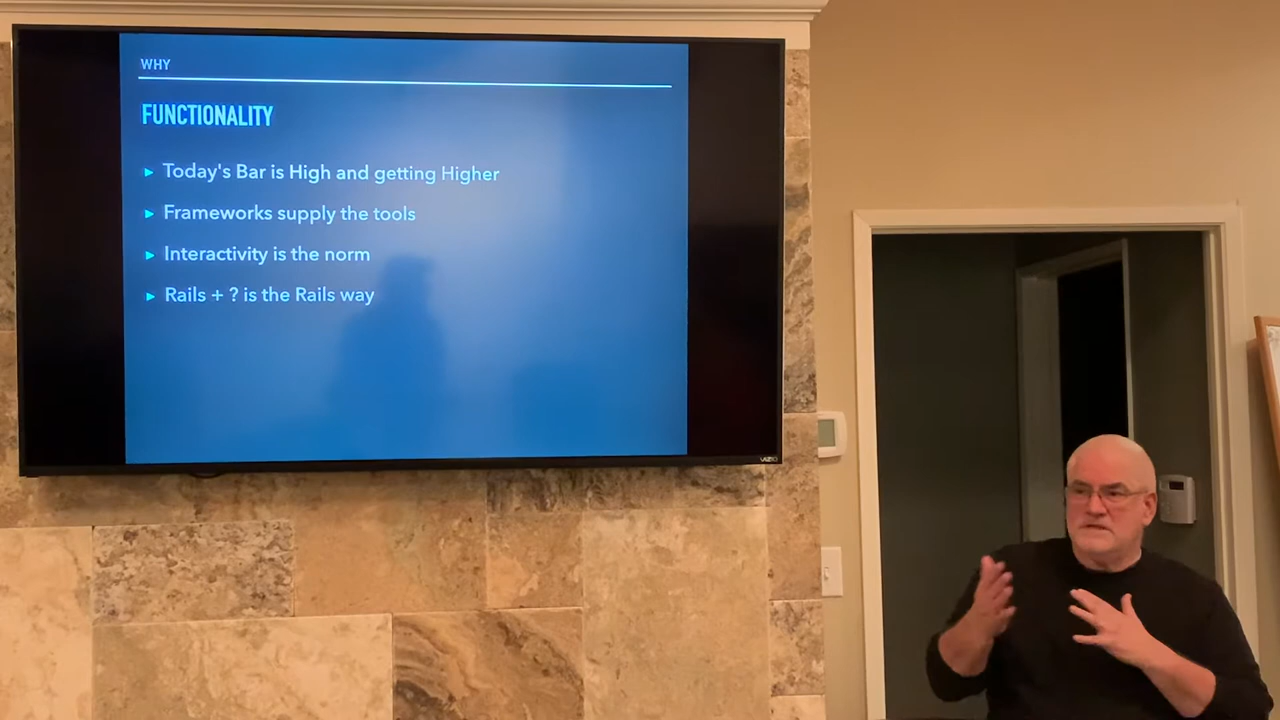 WHY
FUNCTIONALITY
▸ Today's Bar is High and getting Higher
▸ Frameworks supply the tools
▸ Interactivity is the norm
▸ Rails + ? is the Rails way
VIZIO